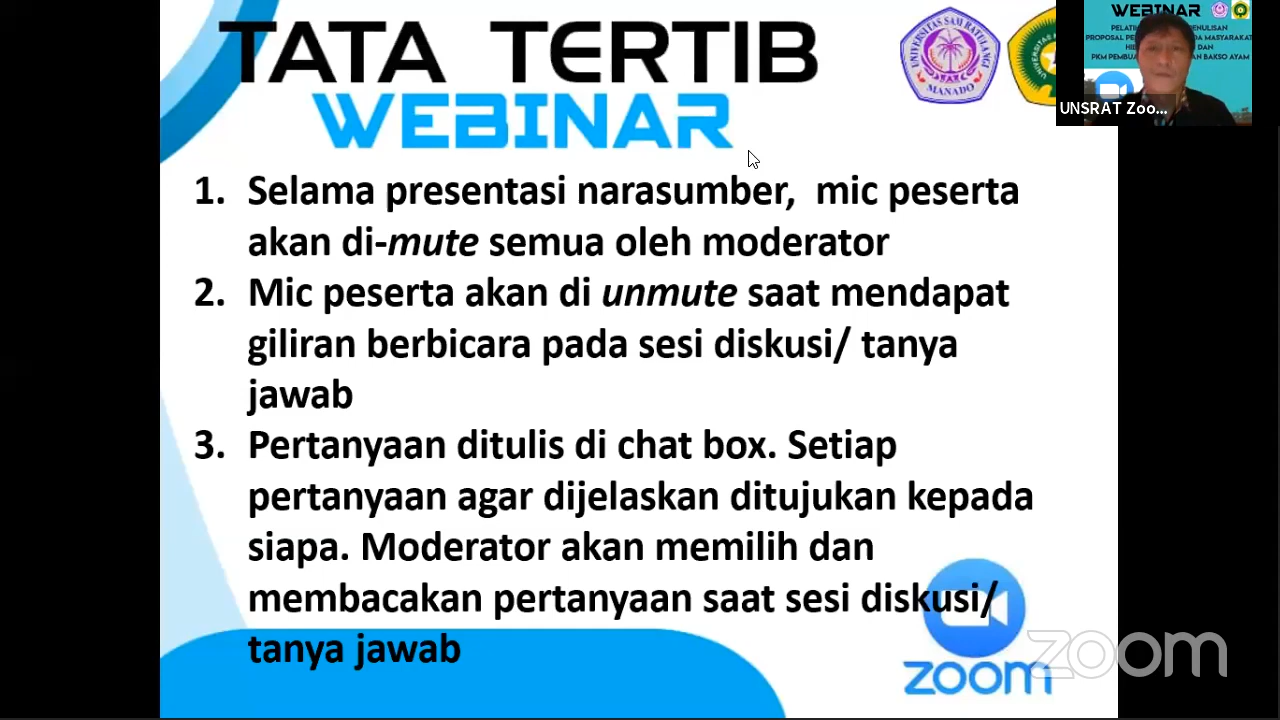 TATA TERTIB
WEBINAR
UNIVERSITAS SAM RATULANGI
MANADO
WEBINAR
UNSRAT Zoo...
1. Selama presentasi narasumber, mic peserta
akan di-mute semua oleh moderator
2. Mic peserta akan di unmute saat mendapat
giliran berbicara pada sesi diskusi/ tanya
jawab
3. Pertanyaan ditulis di chat box. Setiap
pertanyaan agar dijelaskan ditujukan kepada
siapa. Moderator akan memilih dan
membacakan pertanyaan saat sesi diskusi/
tanya jawab
zoom
zoom